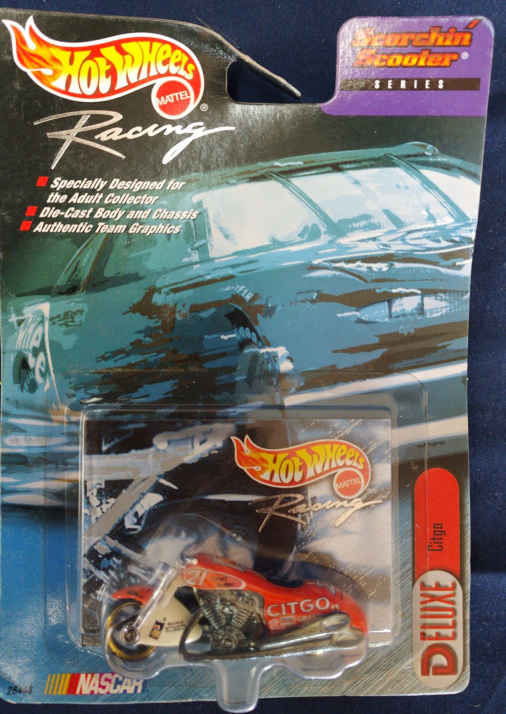 HOT WHEELS
MATTEL
®
Racing
Scorchin'
Scooter®
SERIES
Specially Designed for
the Adult Collector
Die-Cast Body and Chassis
Authentic Team Graphics
HOT WHEELS
MATTEL
Racing
21
CITGO
Citgo
DELUXE
NASCAR